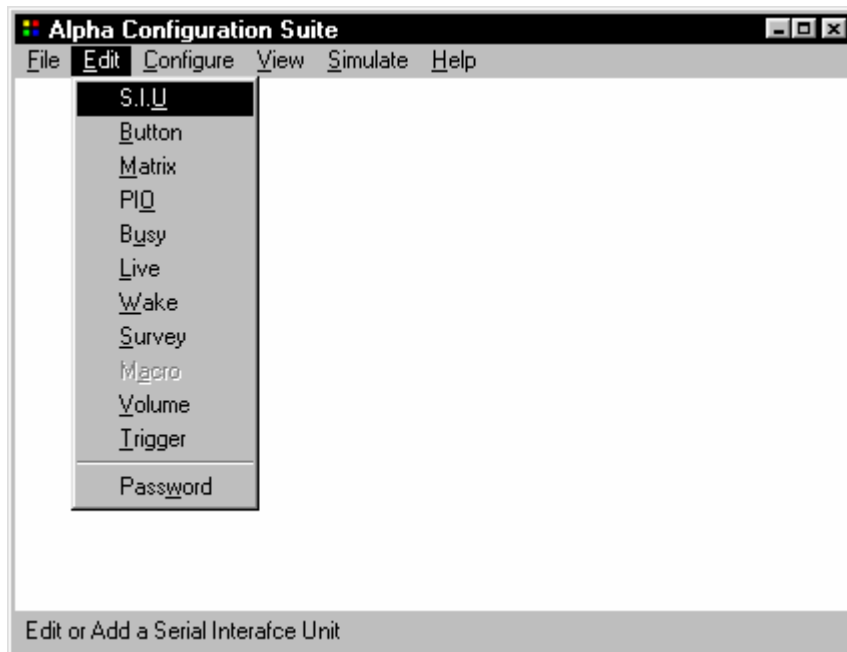 Alpha Configuration Suite
File Edit Configure View Simulate Help
S.I.U
Button
Matrix
PIO
Busy
Live
Wake
Survey
Macro
Volume
Trigger
Password
Edit or Add a Serial Interafce Unit